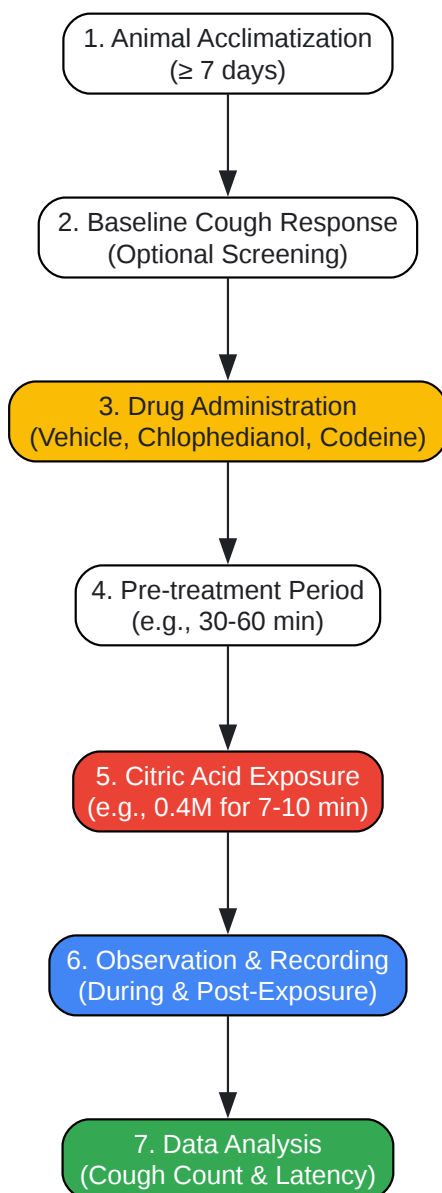 1. Animal Acclimatization
(≥ 7 days)
2. Baseline Cough Response
(Optional Screening)
3. Drug Administration
(Vehicle, Chlophedianol, Codeine)
4. Pre-treatment Period
(e.g., 30-60 min)
5. Citric Acid Exposure
(e.g., 0.4M for 7-10 min)
6. Observation & Recording
(During & Post-Exposure)
7. Data Analysis
(Cough Count & Latency)